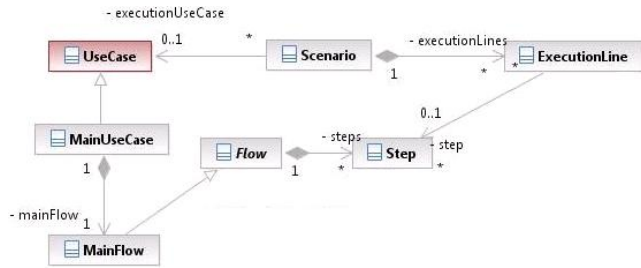 - executionUseCase
0..1
*
- executionLines
UseCase
Scenario
ExecutionLine
1
*
*
0..1
MainUseCase
Flow
- steps
Step
- step
1
1
*
*
- mainFlow
1
MainFlow